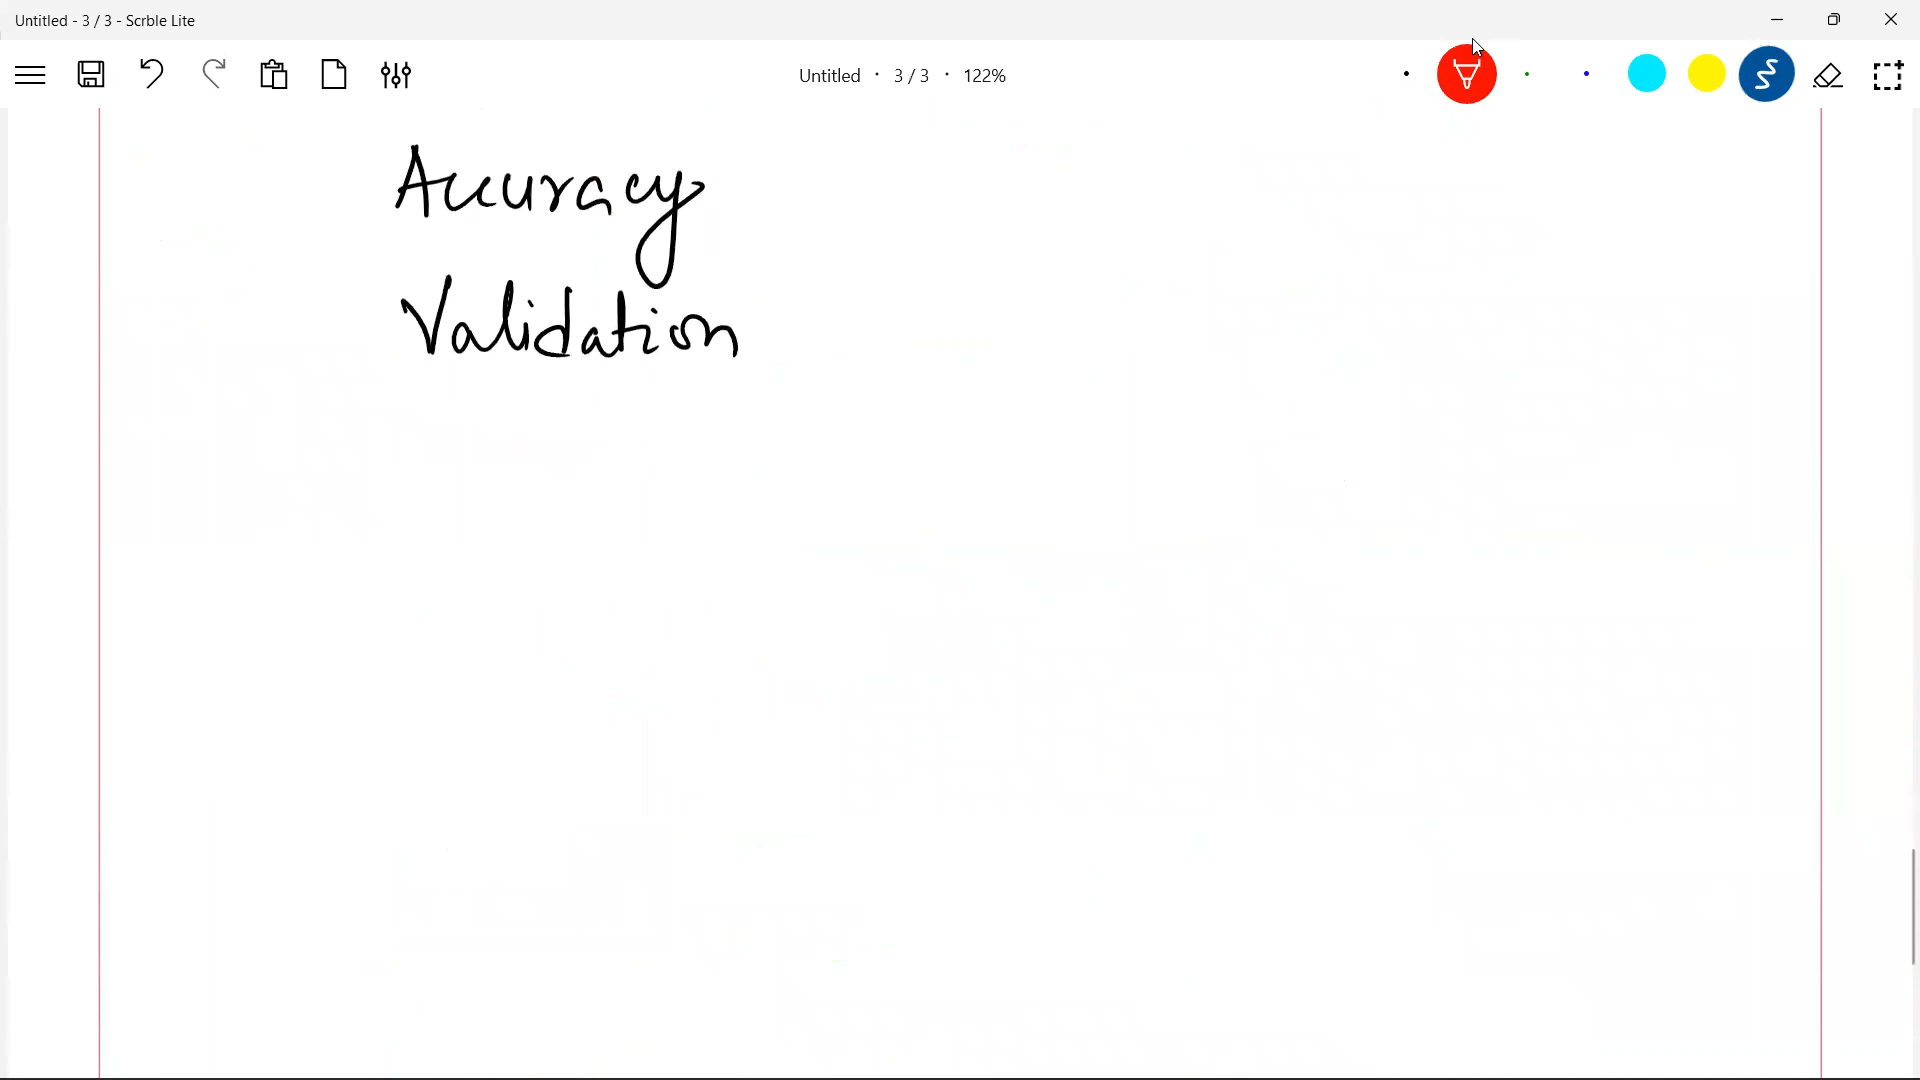 Untitled - 3 / 3 - Scrble Lite
Untitled · 3 / 3 · 122%
Accuracy
Validation